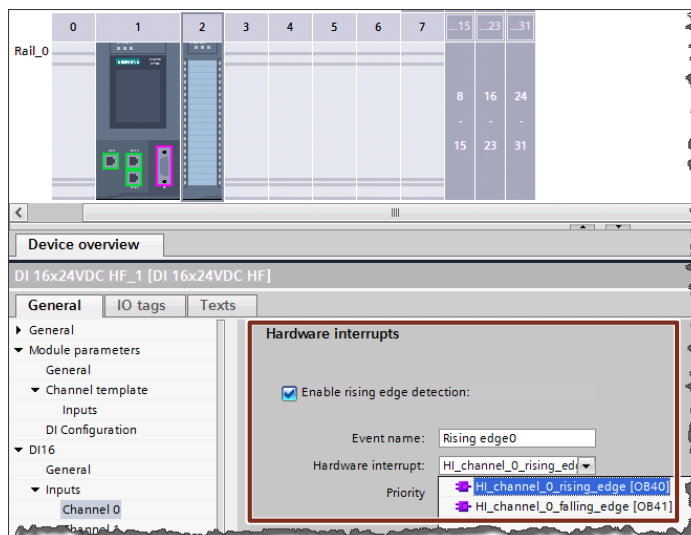 0 1 2 3 4 5 6 7 ...15 ...23 ...31
Rail_0
SIEMENS
8 16 24
- - -
15 23 31
Device overview
DI 16x24VDC HF_1 [DI 16x24VDC HF]
General IO tags Texts
General
Module parameters
General
Channel template
Inputs
DI Configuration
DI16
General
Inputs
Channel 0
Channel 1
Hardware interrupts
Enable rising edge detection:
Event name: Rising edge0
Hardware interrupt: HI_channel_0_rising_ed
Priority
HI_channel_0_rising_edge [OB40]
HI_channel_0_falling_edge [OB41]